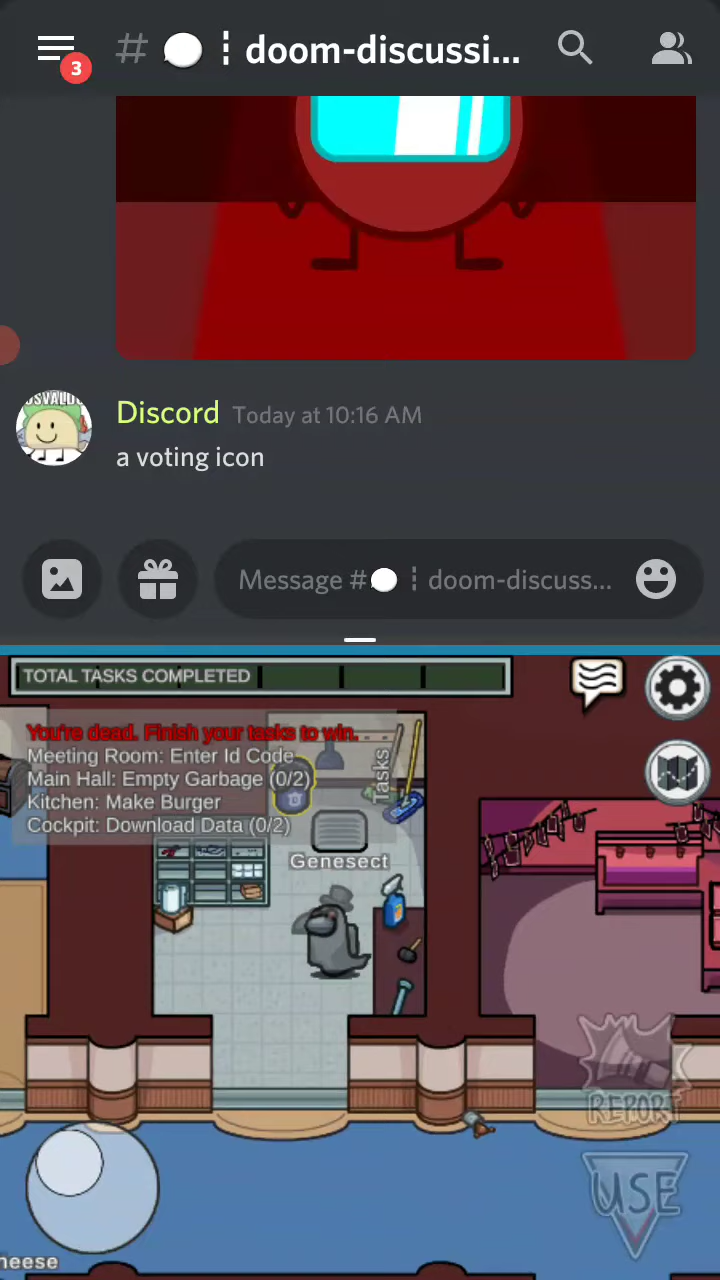 # ┊ doom-discussi...
3
OSVALDO
Discord Today at 10:16 AM
a voting icon
Message # ┊ doom-discuss...
TOTAL TASKS COMPLETED
You're dead. Finish your tasks to win.
Meeting Room: Enter Id Code
Main Hall: Empty Garbage (0/2)
Kitchen: Make Burger
Cockpit: Download Data (0/2)
Tasks
Genesect
REPORT
USE
heese